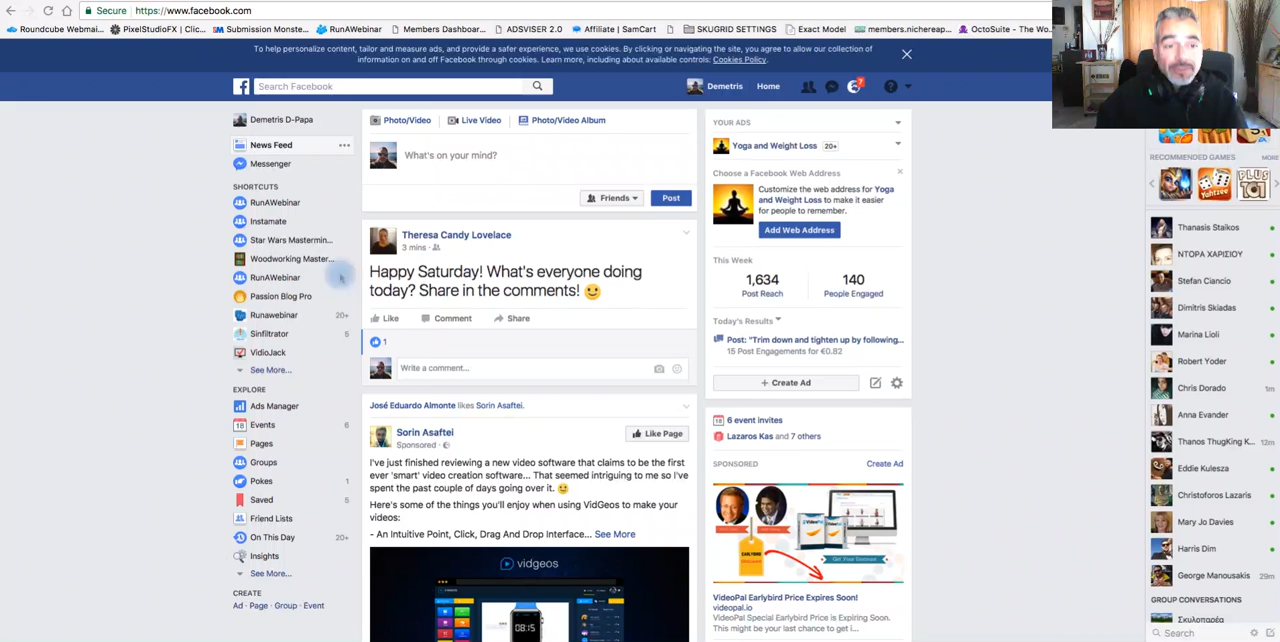 Secure https://www.facebook.com
Roundcube Webmai... PixelStudioFX | Clic... Submission Monste... RunAWebinar Members Dashboar... ADSVISER 2.0 Affiliate | SamCart SKUGRID SETTINGS Exact Model members.nichereap... OctoSuite - The Wo...
To help personalize content, tailor and measure ads, and provide a safer experience, we use cookies. By clicking or navigating the site, you agree to allow our collection of
information on and off Facebook through cookies. Learn more, including about available controls: Cookies Policy.
f Search Facebook Demetris Home 7
Demetris D-Papa
News Feed
Messenger
SHORTCUTS
RunAWebinar
Instamate
Star Wars Mastermin...
Woodworking Master...
RunAWebinar
Passion Blog Pro
Runawebinar 20+
Sinfiltrator 5
VidioJack
See More...
EXPLORE
Ads Manager
18 Events 6
Pages
Groups
Pokes 1
Saved 5
Friend Lists
On This Day 20+
Insights
See More...
CREATE
Ad · Page · Group · Event
Photo/Video Live Video Photo/Video Album
What's on your mind?
Friends Post
Theresa Candy Lovelace
3 mins ·
Happy Saturday! What's everyone doing
today? Share in the comments! 😉
Like Comment Share
1
Write a comment...
José Eduardo Almonte likes Sorin Asaftei.
Sorin Asaftei Like Page
Sponsored ·
I've just finished reviewing a new video software that claims to be the first
ever 'smart' video creation software... That seemed intriguing to me so I've
spent the past couple of days going over it. 😉
Here's some of the things you'll enjoy when using VidGeos to make your
videos:
- An Intuitive Point, Click, Drag And Drop Interface... See More
vidgeos
08:15
YOUR ADS
Yoga and Weight Loss 20+
Choose a Facebook Web Address
Customize the web address for Yoga
and Weight Loss to make it easier
for people to remember.
Add Web Address
This Week
1,634 140
Post Reach People Engaged
Today's Results
Post: "Trim down and tighten up by following...
15 Post Engagements for €0.82
+ Create Ad
18 6 event invites
Lazaros Kas and 7 others
SPONSORED Create Ad
VideoPal Earlybird Price Expires Soon!
videopal.io
VideoPal Special Earlybird Price is Expiring Soon.
This might be your last chance to get i...
RECOMMENDED GAMES MORE
Yahtzee
PLUS
101
Thanasis Staikos
ΝΤΟΡΑ ΧΑΡΙΣΙΟΥ
Stefan Ciancio
Dimitris Skiadas
Marina Lioli
Robert Yoder
Chris Dorado 1m
Anna Evander
Thanos ThugKing K... 12m
Eddie Kulesza
Christoforos Lazaris
Mary Jo Davies
Harris Dim
George Manousakis 29m
GROUP CONVERSATIONS
Search